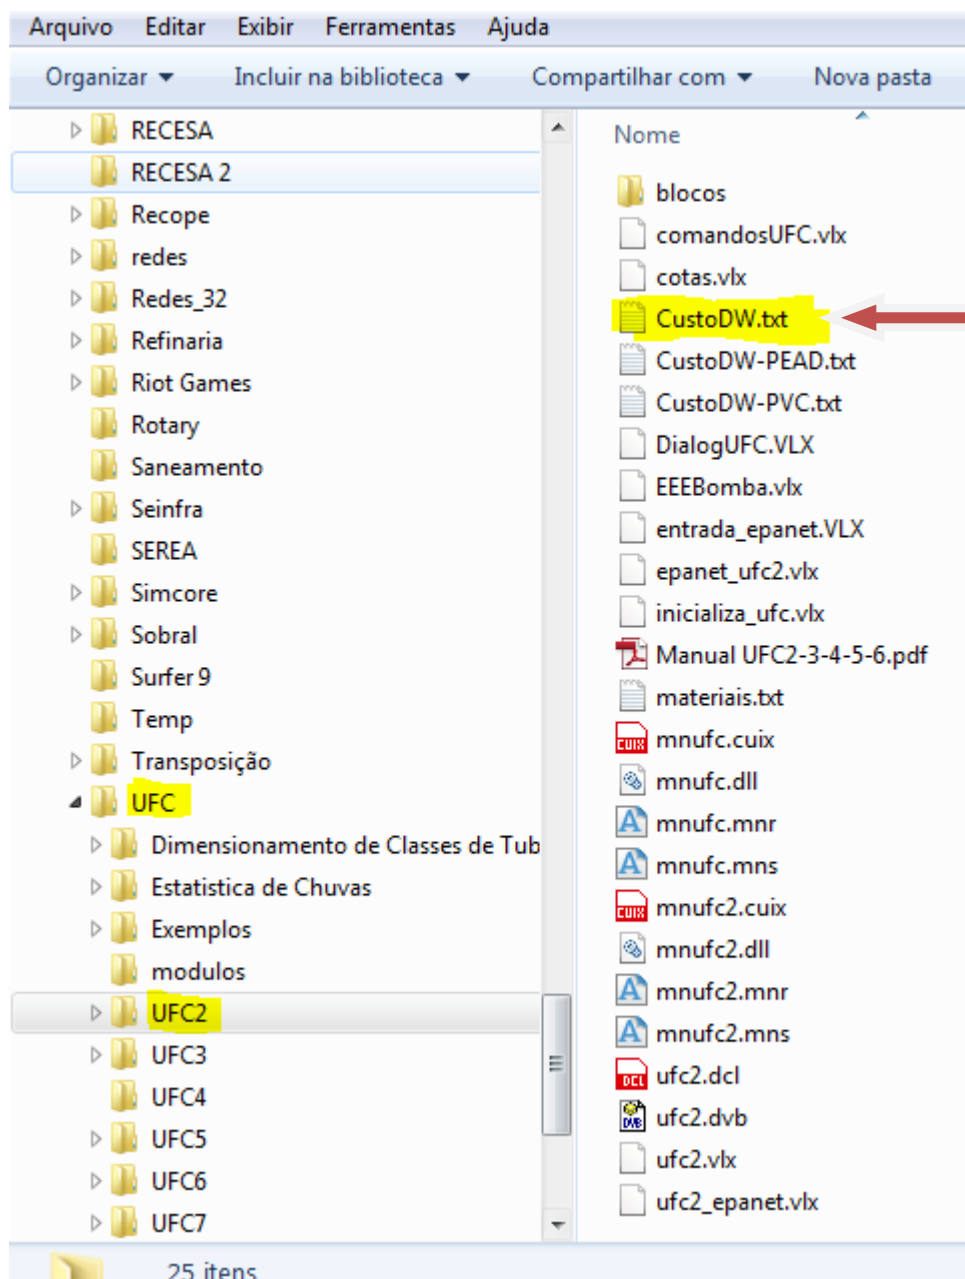 Arquivo Editar Exibir Ferramentas Ajuda
Organizar Incluir na biblioteca Compartilhar com Nova pasta
RECESA
RECESA 2
Recope
redes
Redes_32
Refinaria
Riot Games
Rotary
Saneamento
Seinfra
SEREA
Simcore
Sobral
Surfer 9
Temp
Transposição
UFC
Dimensionamento de Classes de Tub
Estatistica de Chuvas
Exemplos
modulos
UFC2
UFC3
UFC4
UFC5
UFC6
UFC7
Nome
blocos
comandosUFC.vlx
cotas.vlx
CustoDW.txt
CustoDW-PEAD.txt
CustoDW-PVC.txt
DialogUFC.VLX
EEEBomba.vlx
entrada_epanet.VLX
epanet_ufc2.vlx
inicializa_ufc.vlx
Manual UFC2-3-4-5-6.pdf
materiais.txt
CUIX mnufc.cuix
mnufc.dll
A mnufc.mnr
A mnufc.mns
CUIX mnufc2.cuix
mnufc2.dll
A mnufc2.mnr
A mnufc2.mns
DCL ufc2.dcl
DVB ufc2.dvb
ufc2.vlx
ufc2_epanet.vlx
25 itens